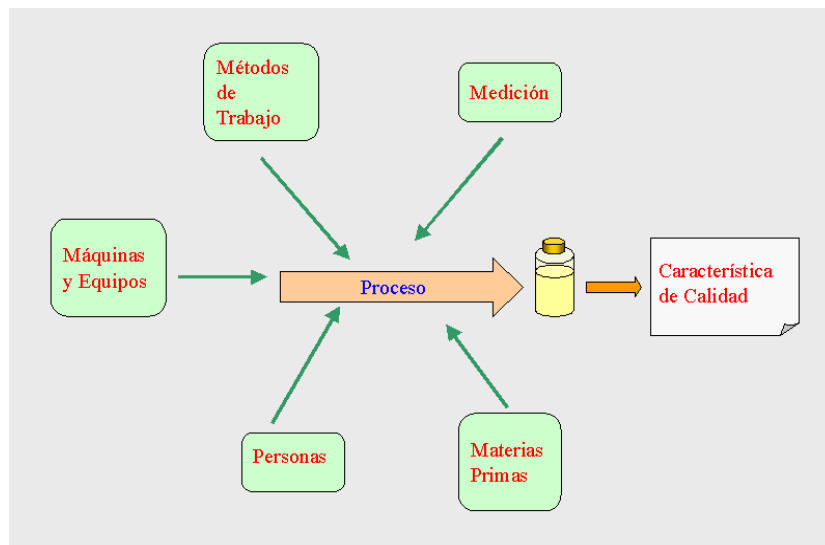 Métodos
de
Trabajo
Medición
Máquinas
y Equipos
Proceso
Característica
de Calidad
Personas
Materias
Primas